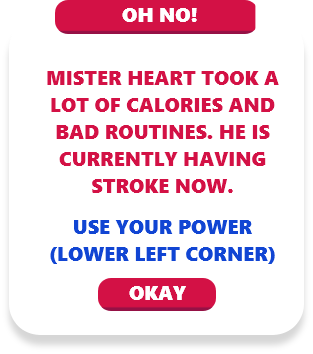 OH NO!
MISTER HEART TOOK A
LOT OF CALORIES AND
BAD ROUTINES. HE IS
CURRENTLY HAVING
STROKE NOW.
USE YOUR POWER
(LOWER LEFT CORNER)
OKAY